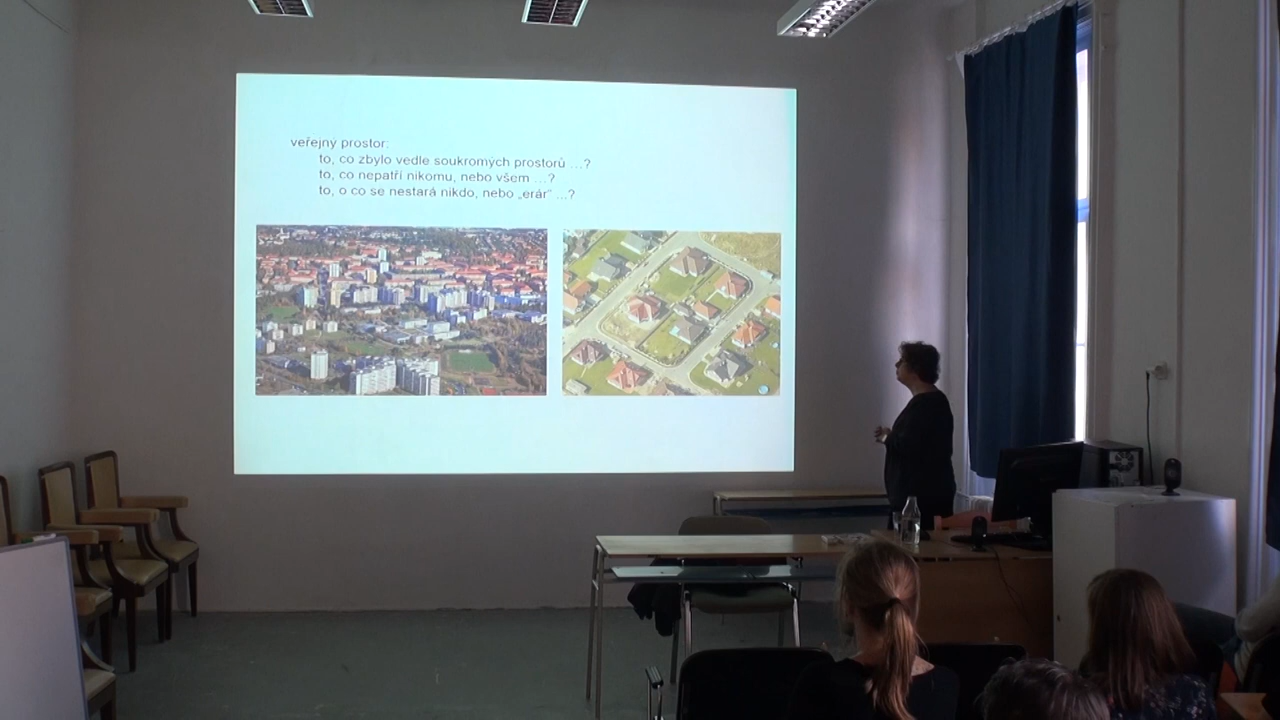 veřejný prostor:
to, co zbylo vedle soukromých prostorů ...?
to, co nepatří nikomu, nebo všem ...?
to, o co se nestará nikdo, nebo „erár" ...?